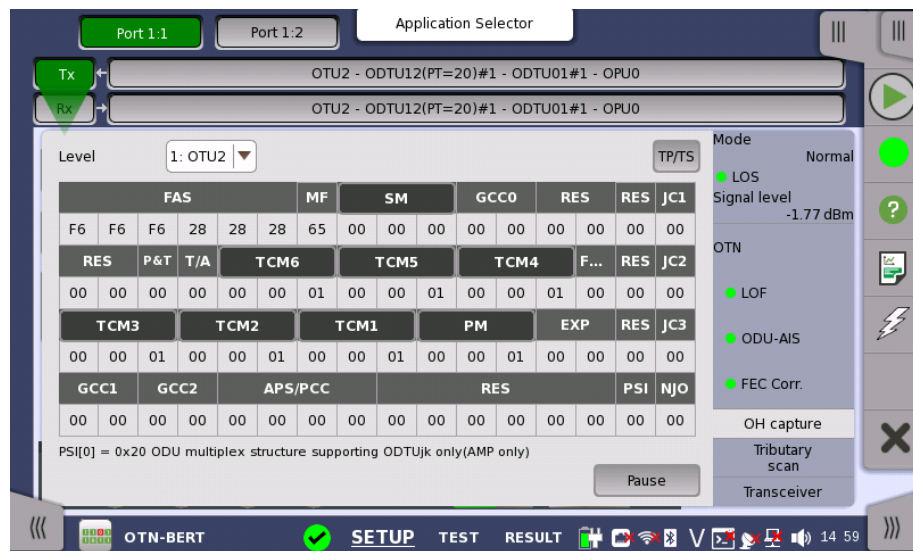 Port 1:1 Port 1:2 Application Selector
Tx OTU2 - ODTU12(PT=20)#1 - ODTU01#1 - OPU0
Rx OTU2 - ODTU12(PT=20)#1 - ODTU01#1 - OPU0
Level 1: OTU2 TP/TS
FAS MF SM GCC0 RES RES JC1
F6 F6 F6 28 28 28 65 00 00 00 00 00 00 00 00 00
RES P&T T/A TCM6 TCM5 TCM4 F... RES JC2
00 00 00 00 00 00 01 00 00 01 00 00 01 00 00 00
TCM3 TCM2 TCM1 PM EXP RES JC3
00 00 01 00 00 01 00 00 01 00 00 01 00 00 00 00
GCC1 GCC2 APS/PCC RES PSI NJO
00 00 00 00 00 00 00 00 00 00 00 00 00 00 00 00
PSI[0] = 0x20 ODU multiplex structure supporting ODTUjk only(AMP only)
Pause
Mode
Normal
LOS
Signal level
-1.77 dBm
OTN
LOF
ODU-AIS
FEC Corr.
OH capture
Tributary
scan
Transceiver
OTN-BERT SETUP TEST RESULT V 14 59